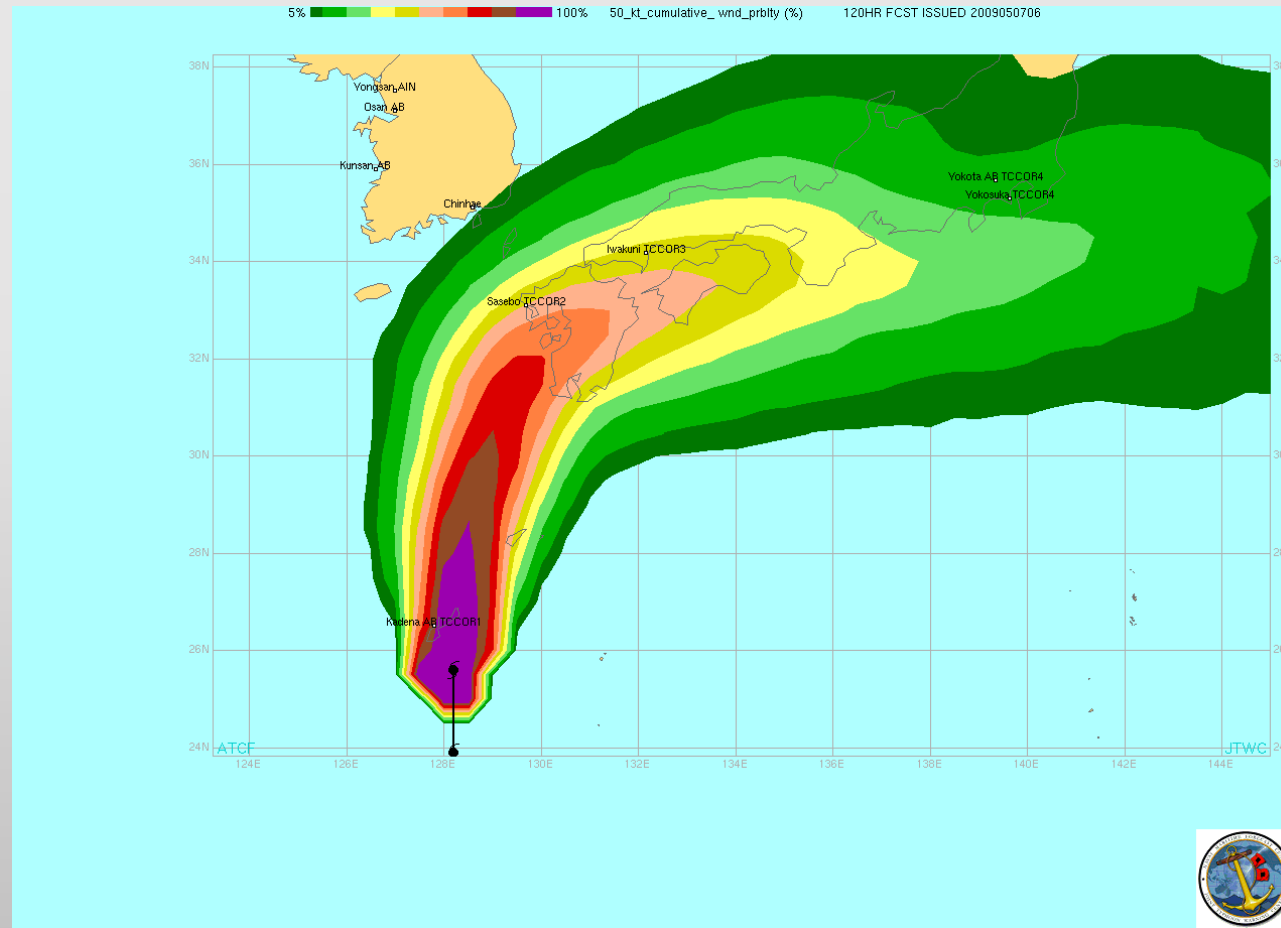 5% 100% 50_kt_cumulative_ wnd_prblty (%) 120HR FCST ISSUED 2009050706
38N
Yongsan AIN
Osan AB
36N
Kunsan AB
Yokota AB TCCOR4
Yokosuka TCCOR4
Chinhae
34N
Iwakuni TCCOR3
Sasebo TCCOR2
32N
30N
28N
Kadena AB TCCOR1
26N
24N
ATCF JTWC
124E 126E 128E 130E 132E 134E 136E 138E 140E 142E 144E